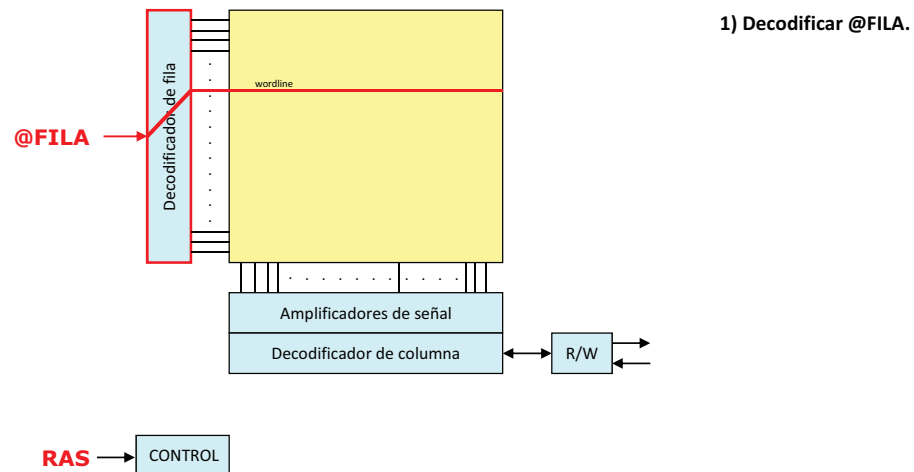 1) Decodificar @FILA.
wordline
Decodificador de fila
@FILA
Amplificadores de señal
Decodificador de columna
R/W
RAS
CONTROL